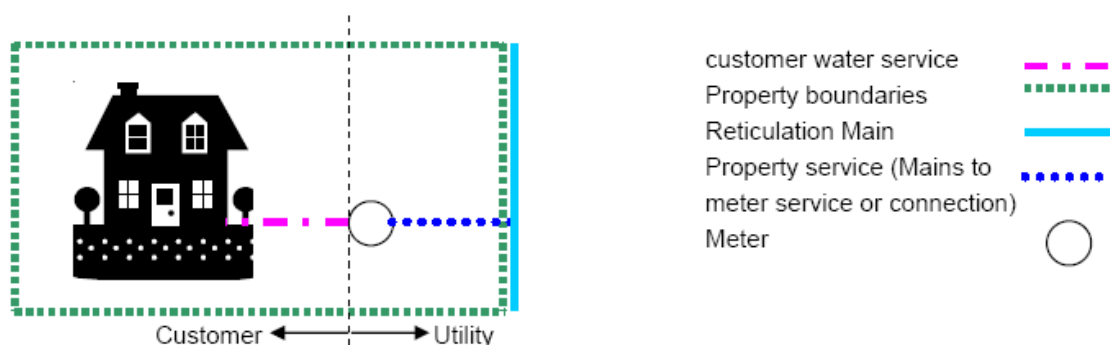 customer water service
Property boundaries
Reticulation Main
Property service (Mains to
meter service or connection)
Meter
Customer Utility